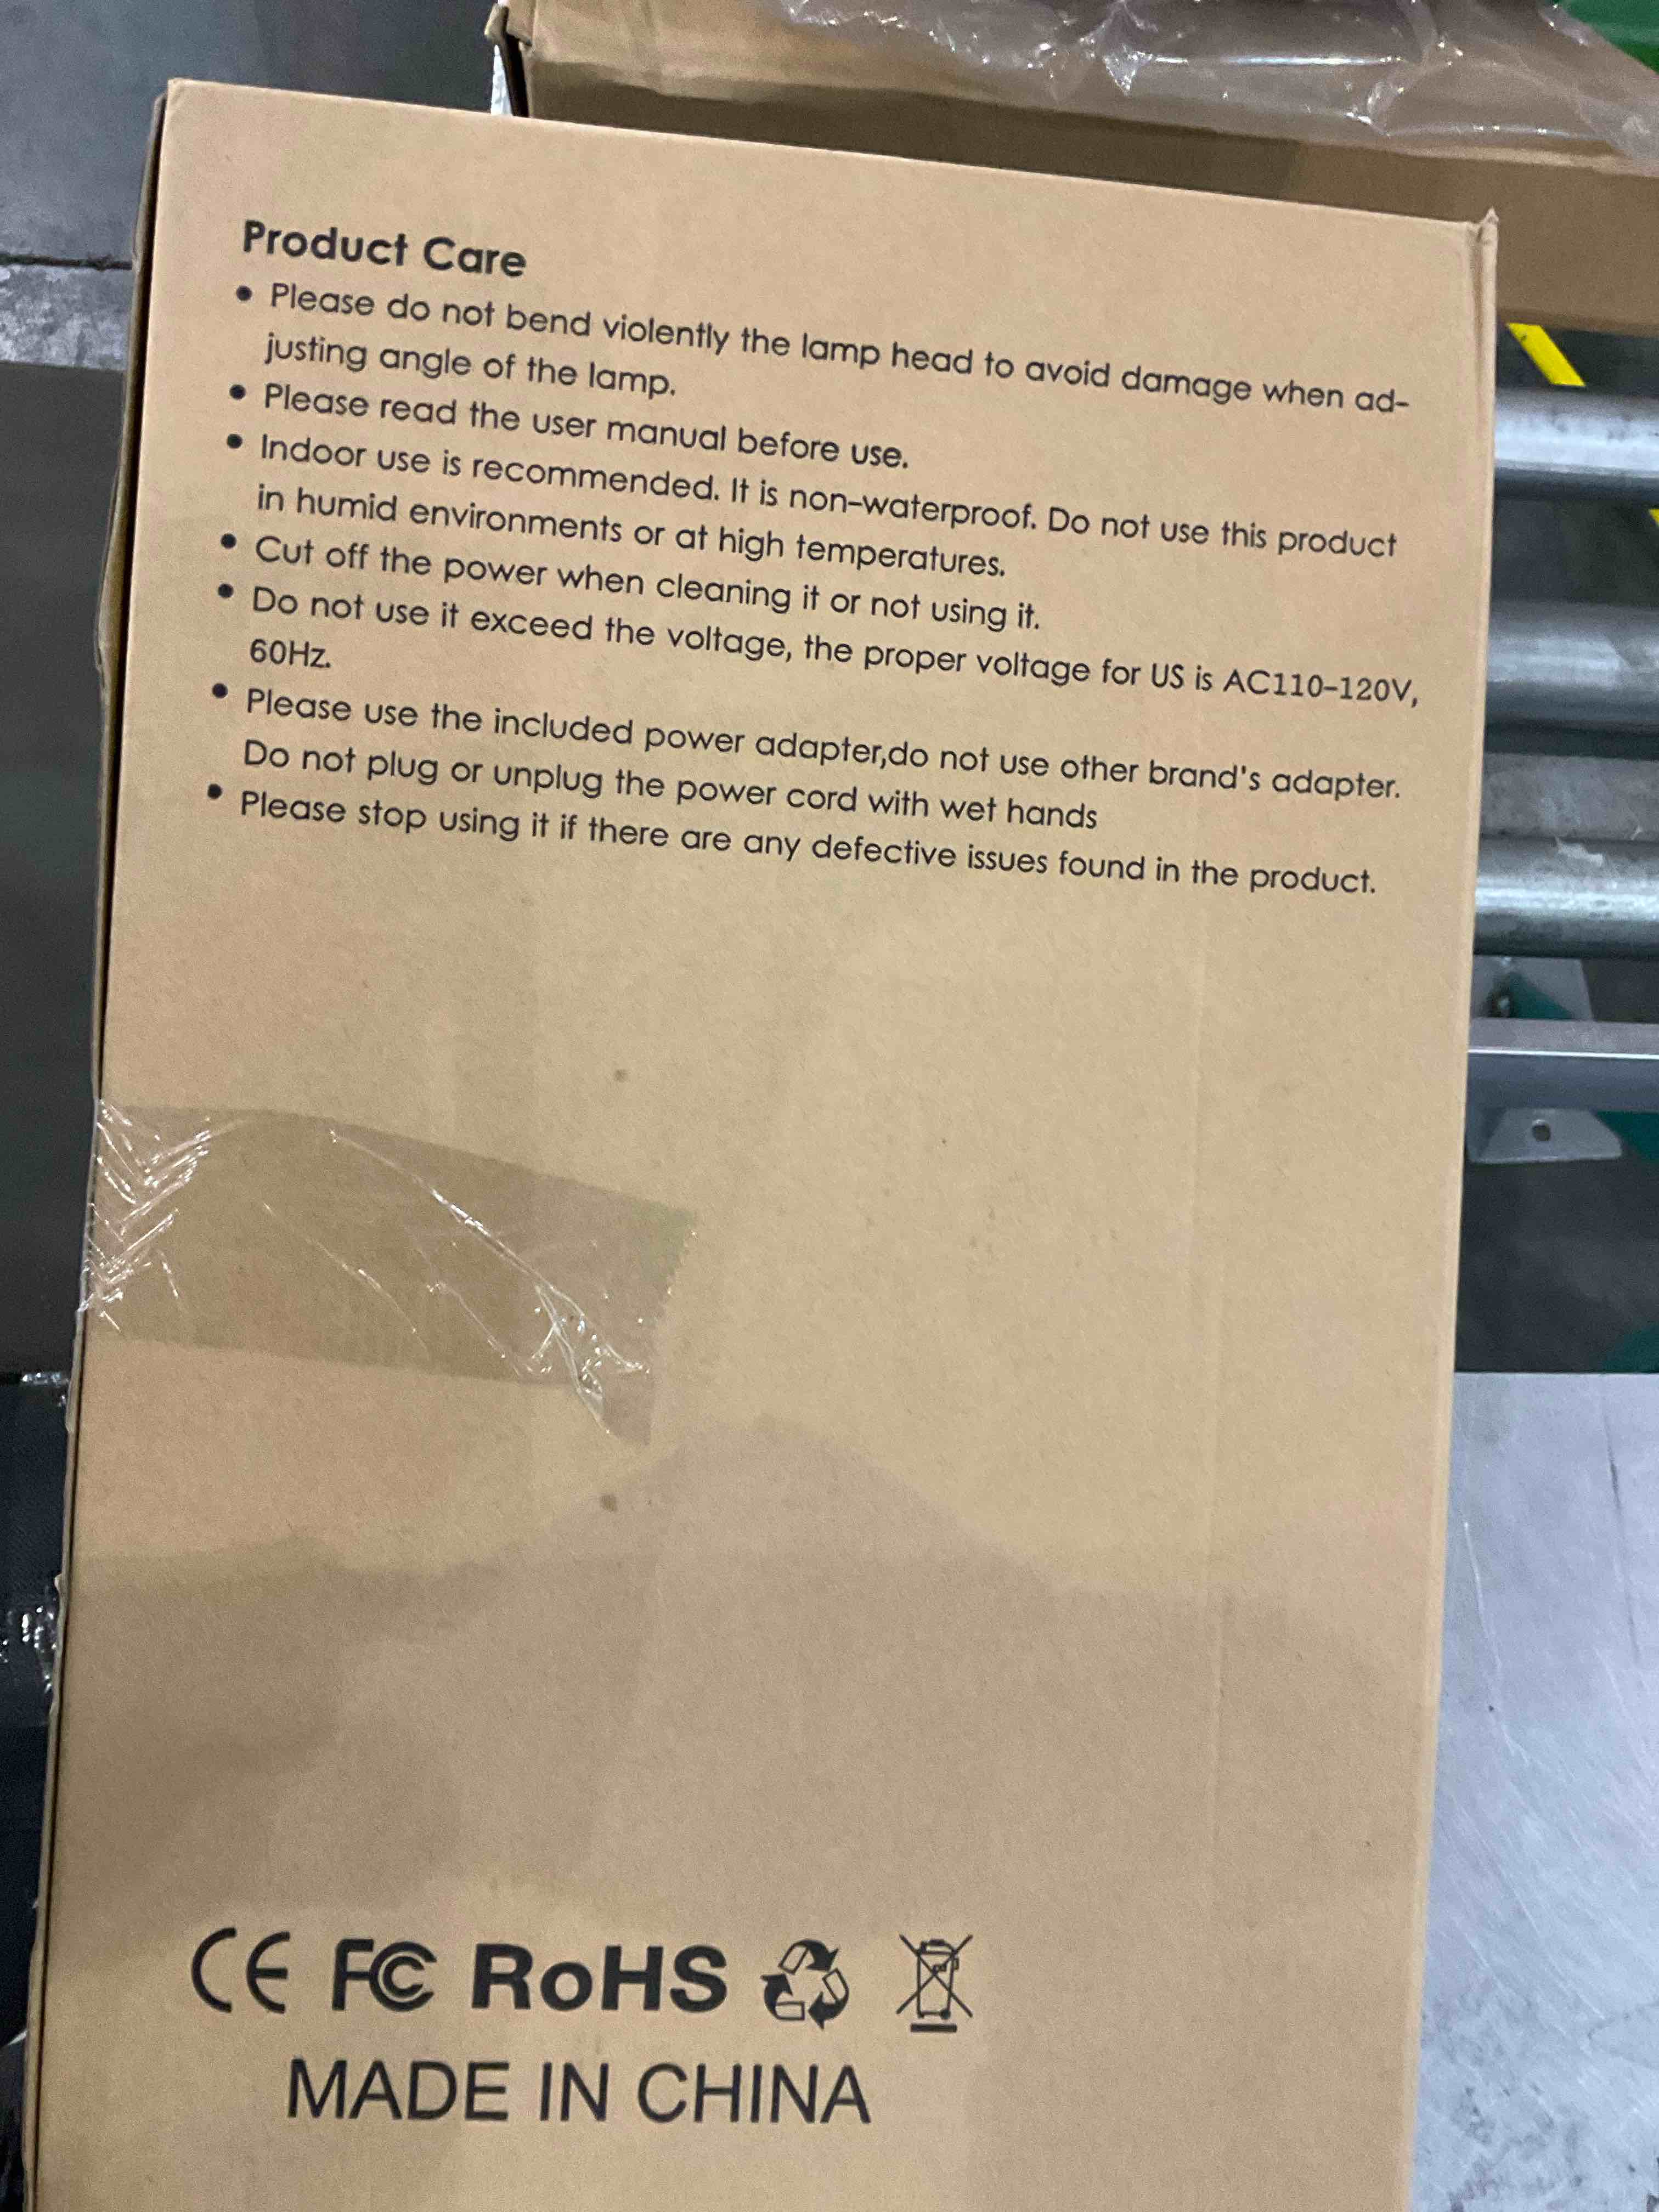 Product Care
• Please do not bend violently the lamp head to avoid damage when ad-
justing angle of the lamp.
• Please read the user manual before use.
• Indoor use is recommended. It is non-waterproof. Do not use this product
in humid environments or at high temperatures.
• Cut off the power when cleaning it or not using it.
• Do not use it exceed the voltage, the proper voltage for US is AC110-120V,
60Hz.
• Please use the included power adapter,do not use other brand's adapter.
Do not plug or unplug the power cord with wet hands
• Please stop using it if there are any defective issues found in the product.
CE FC RoHS
MADE IN CHINA